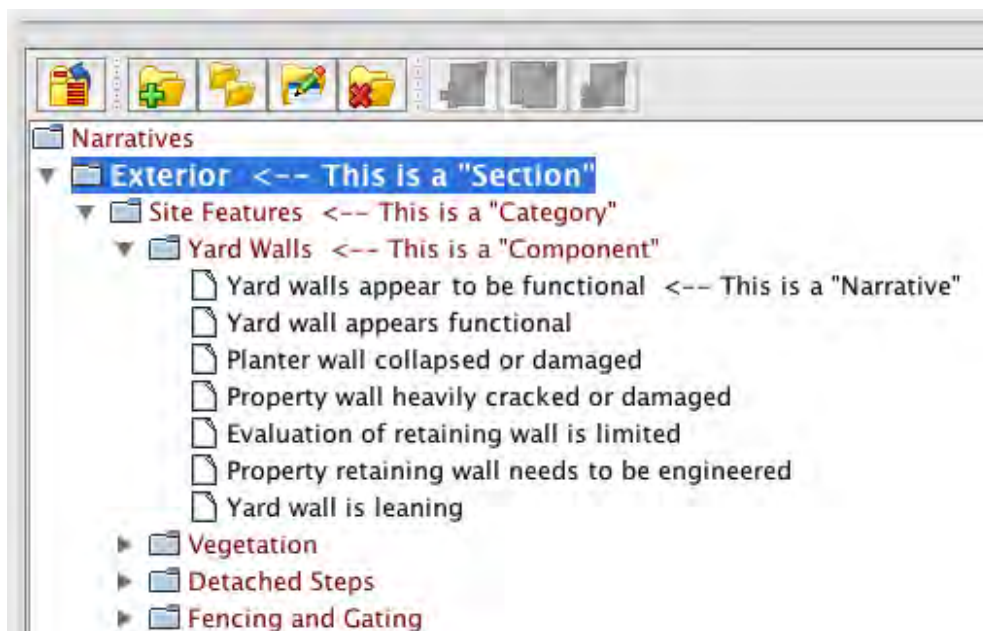 Narratives
Exterior <-- This is a "Section"
Site Features <-- This is a "Category"
Yard Walls <-- This is a "Component"
Yard walls appear to be functional <-- This is a "Narrative"
Yard wall appears functional
Planter wall collapsed or damaged
Property wall heavily cracked or damaged
Evaluation of retaining wall is limited
Property retaining wall needs to be engineered
Yard wall is leaning
Vegetation
Detached Steps
Fencing and Gating